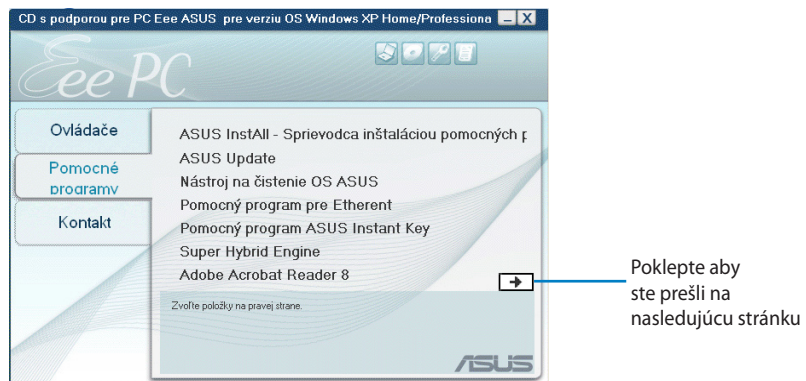 CD s podporou pre PC Eee ASUS pre verziu OS Windows XP Home/Professiona
Eee PC
Ovládače
Pomocné
programy
Kontakt
ASUS InstAll - Sprievodca inštaláciou pomocných p
ASUS Update
Nástroj na čistenie OS ASUS
Pomocný program pre Etherent
Pomocný program ASUS Instant Key
Super Hybrid Engine
Adobe Acrobat Reader 8
Zvoľte položky na pravej strane.
ASUS
Poklepte aby
ste prešli na
nasledujúcu stránku